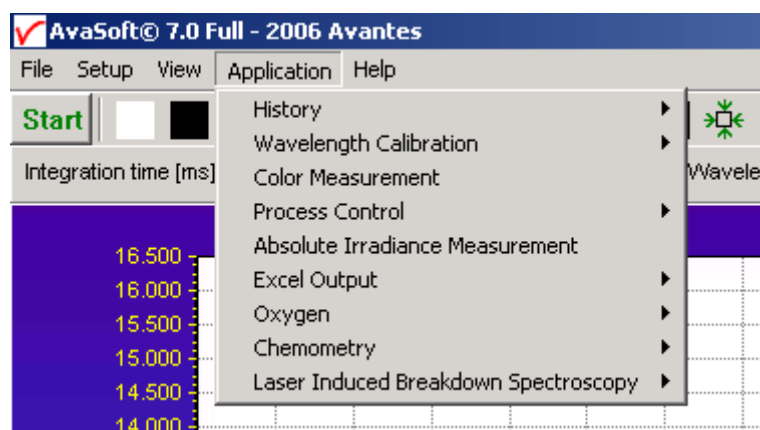 AvaSoft© 7.0 Full - 2006 Avantes
File Setup View Application Help
Start
History
Wavelength Calibration
Integration time [ms]
Color Measurement
Process Control
Absolute Irradiance Measurement
16.500
Excel Output
16.000
Oxygen
15.500
Chemometry
15.000
Laser Induced Breakdown Spectroscopy
14.500
14.000